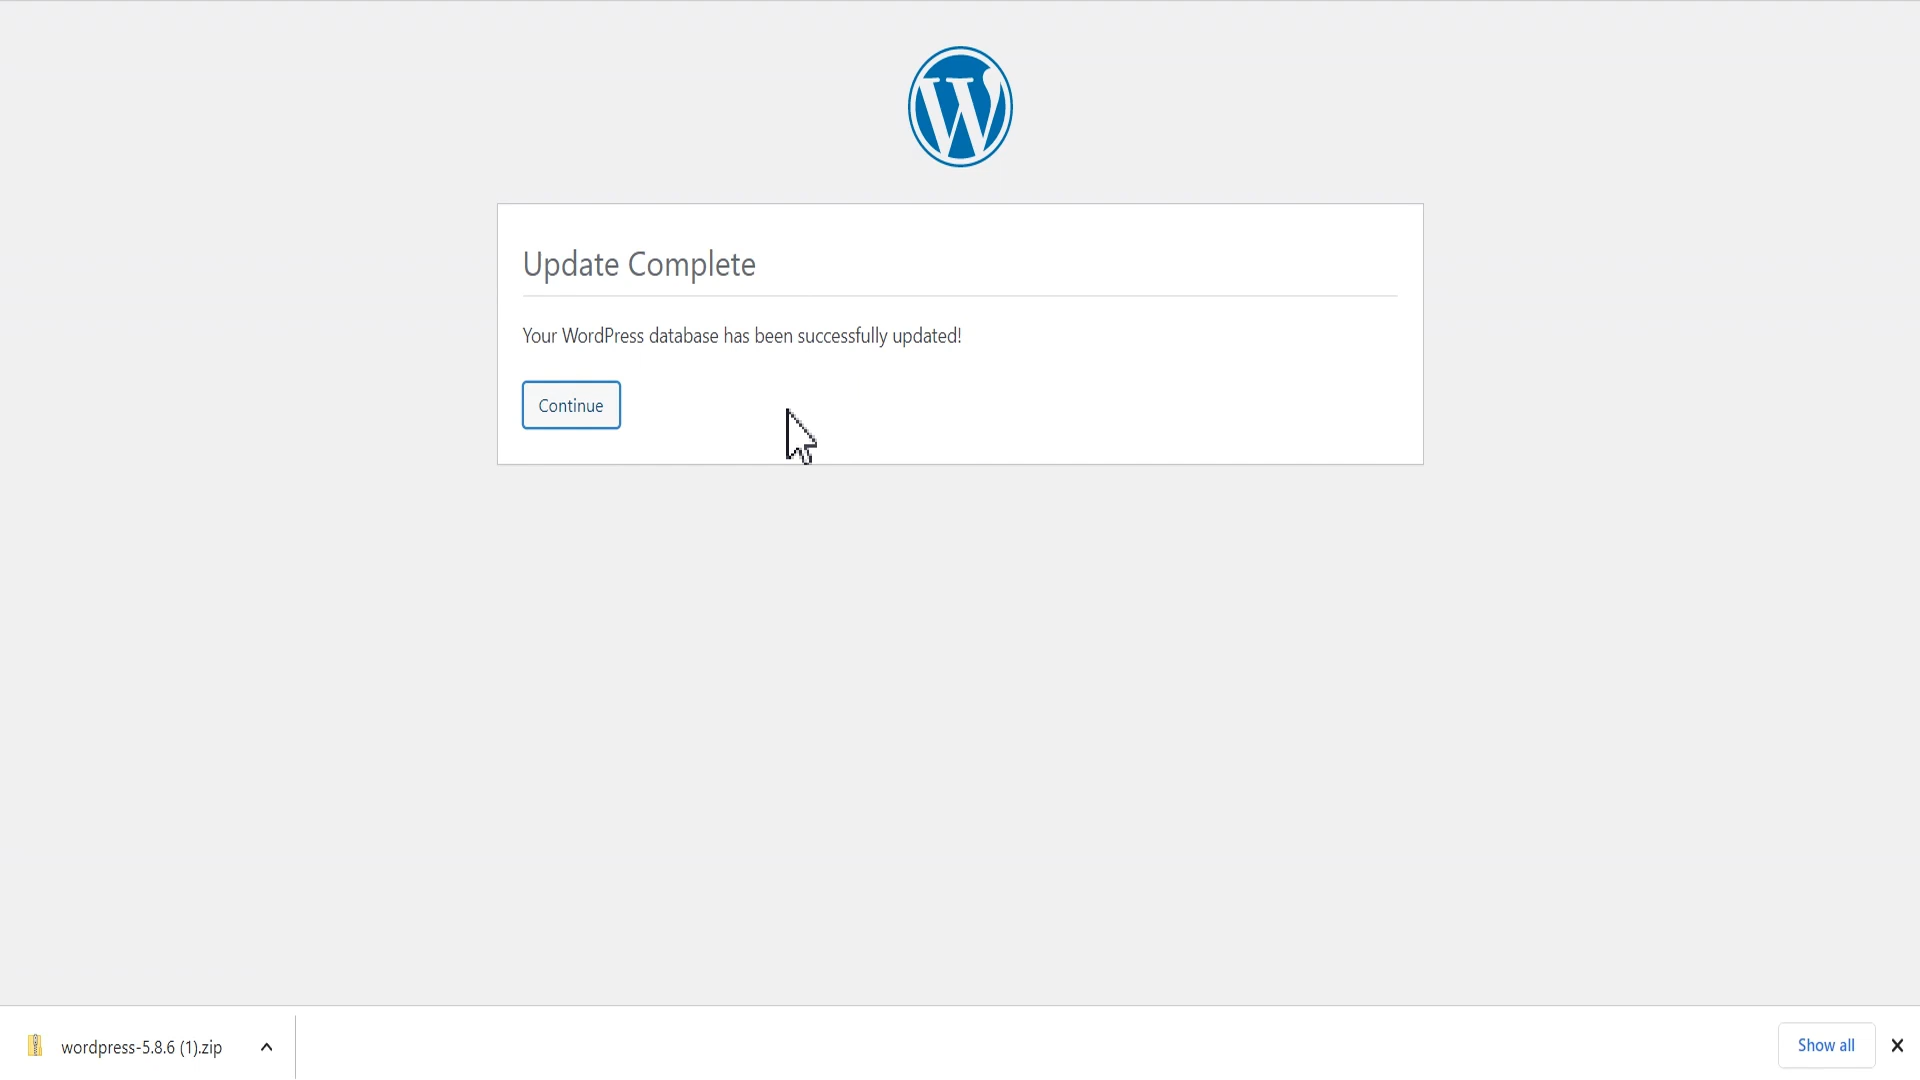 Update Complete
Your WordPress database has been successfully updated!
Continue
wordpress-5.8.6 (1).zip
Show all